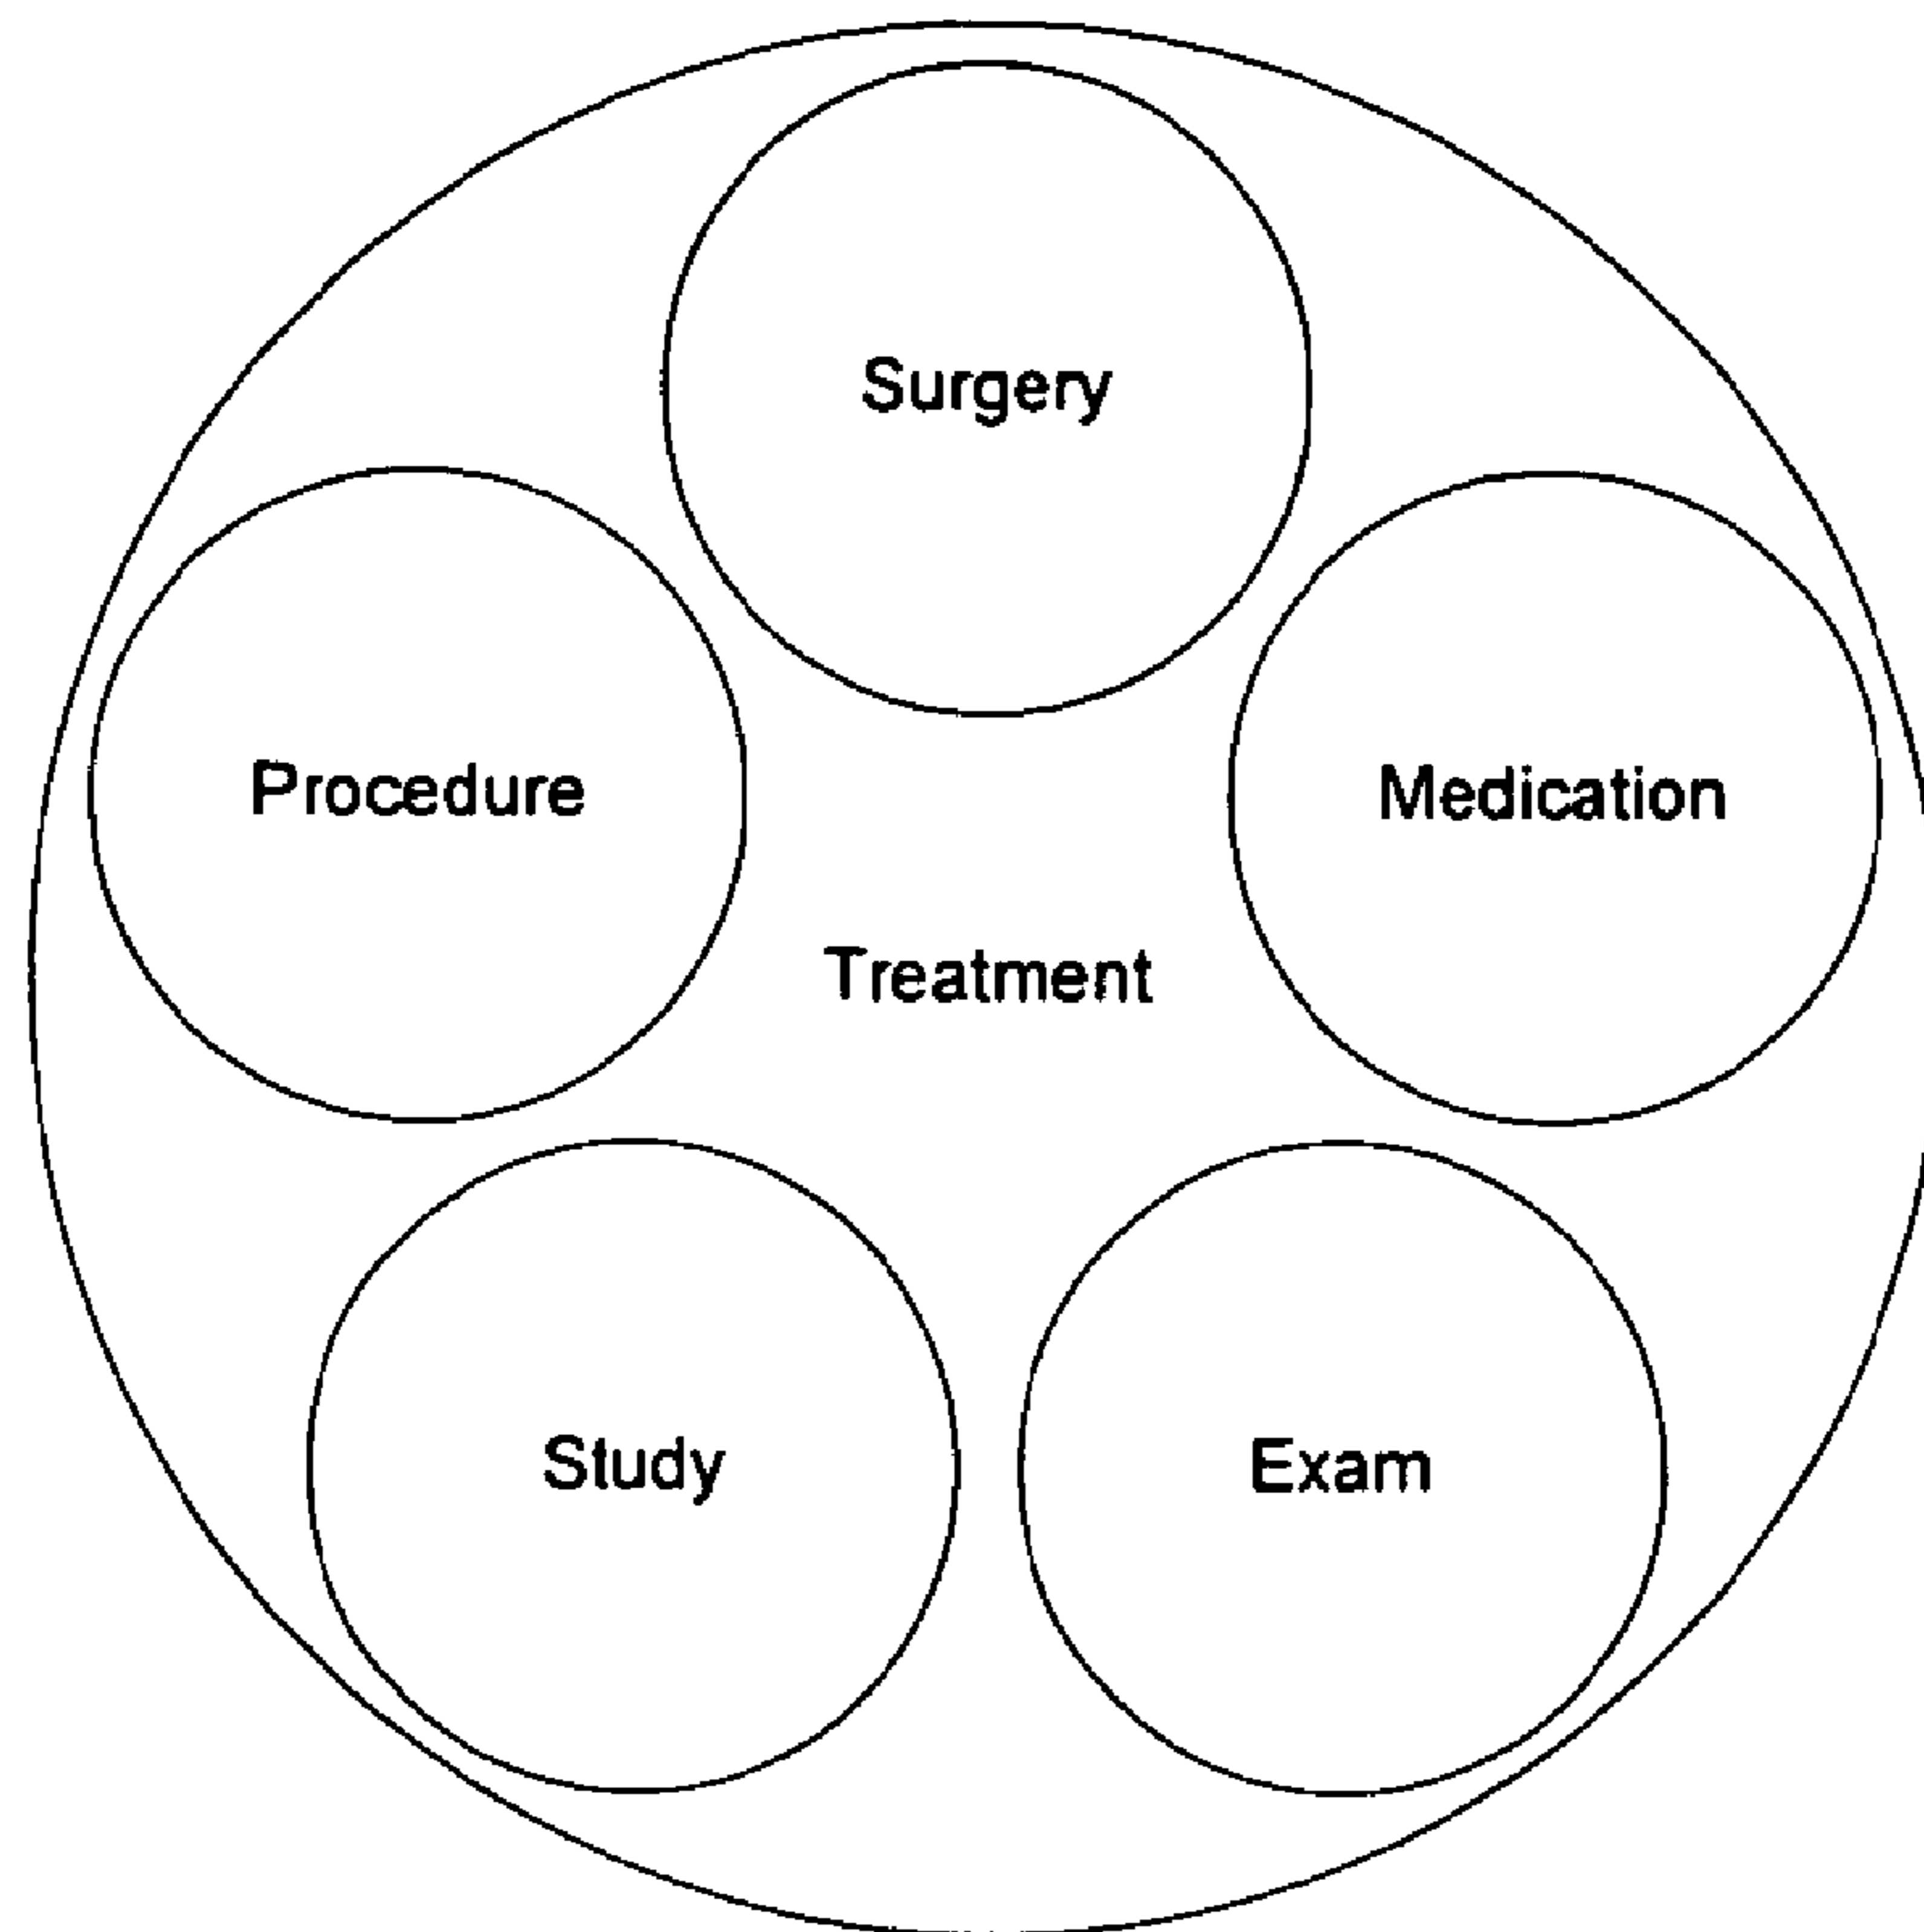 Surgery
Procedure
Medication
Treatment
Study
Exam